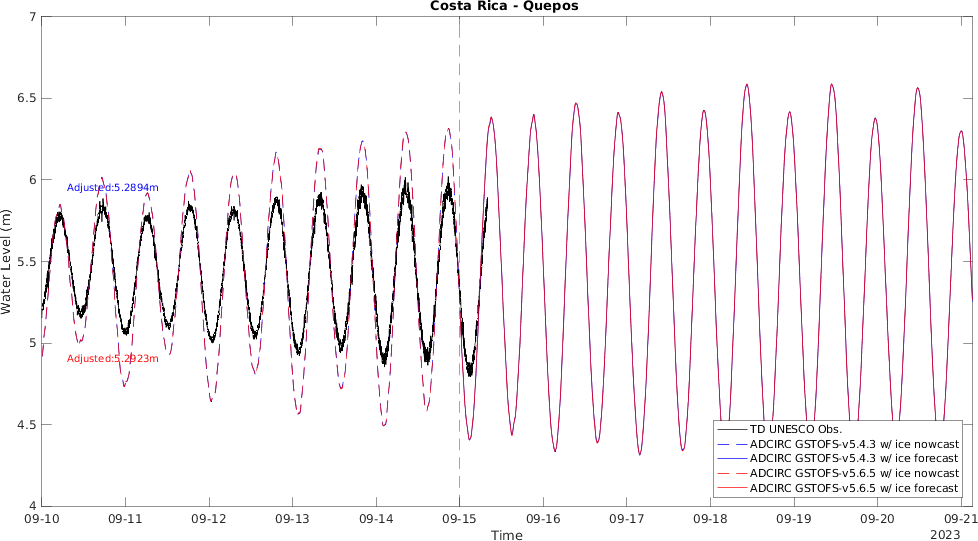 Costa Rica - Quepos
7
6.5
6
5.5
5
4.5
4
Water Level (m)
Adjusted:5.2894m
Adjusted:5.2923m
TD UNESCO Obs.
ADCIRC GSTOFS-v5.4.3 w/ ice nowcast
ADCIRC GSTOFS-v5.4.3 w/ ice forecast
ADCIRC GSTOFS-v5.6.5 w/ ice nowcast
ADCIRC GSTOFS-v5.6.5 w/ ice forecast
09-10 09-11 09-12 09-13 09-14 09-15 09-16 09-17 09-18 09-19 09-20 09-21
Time
2023